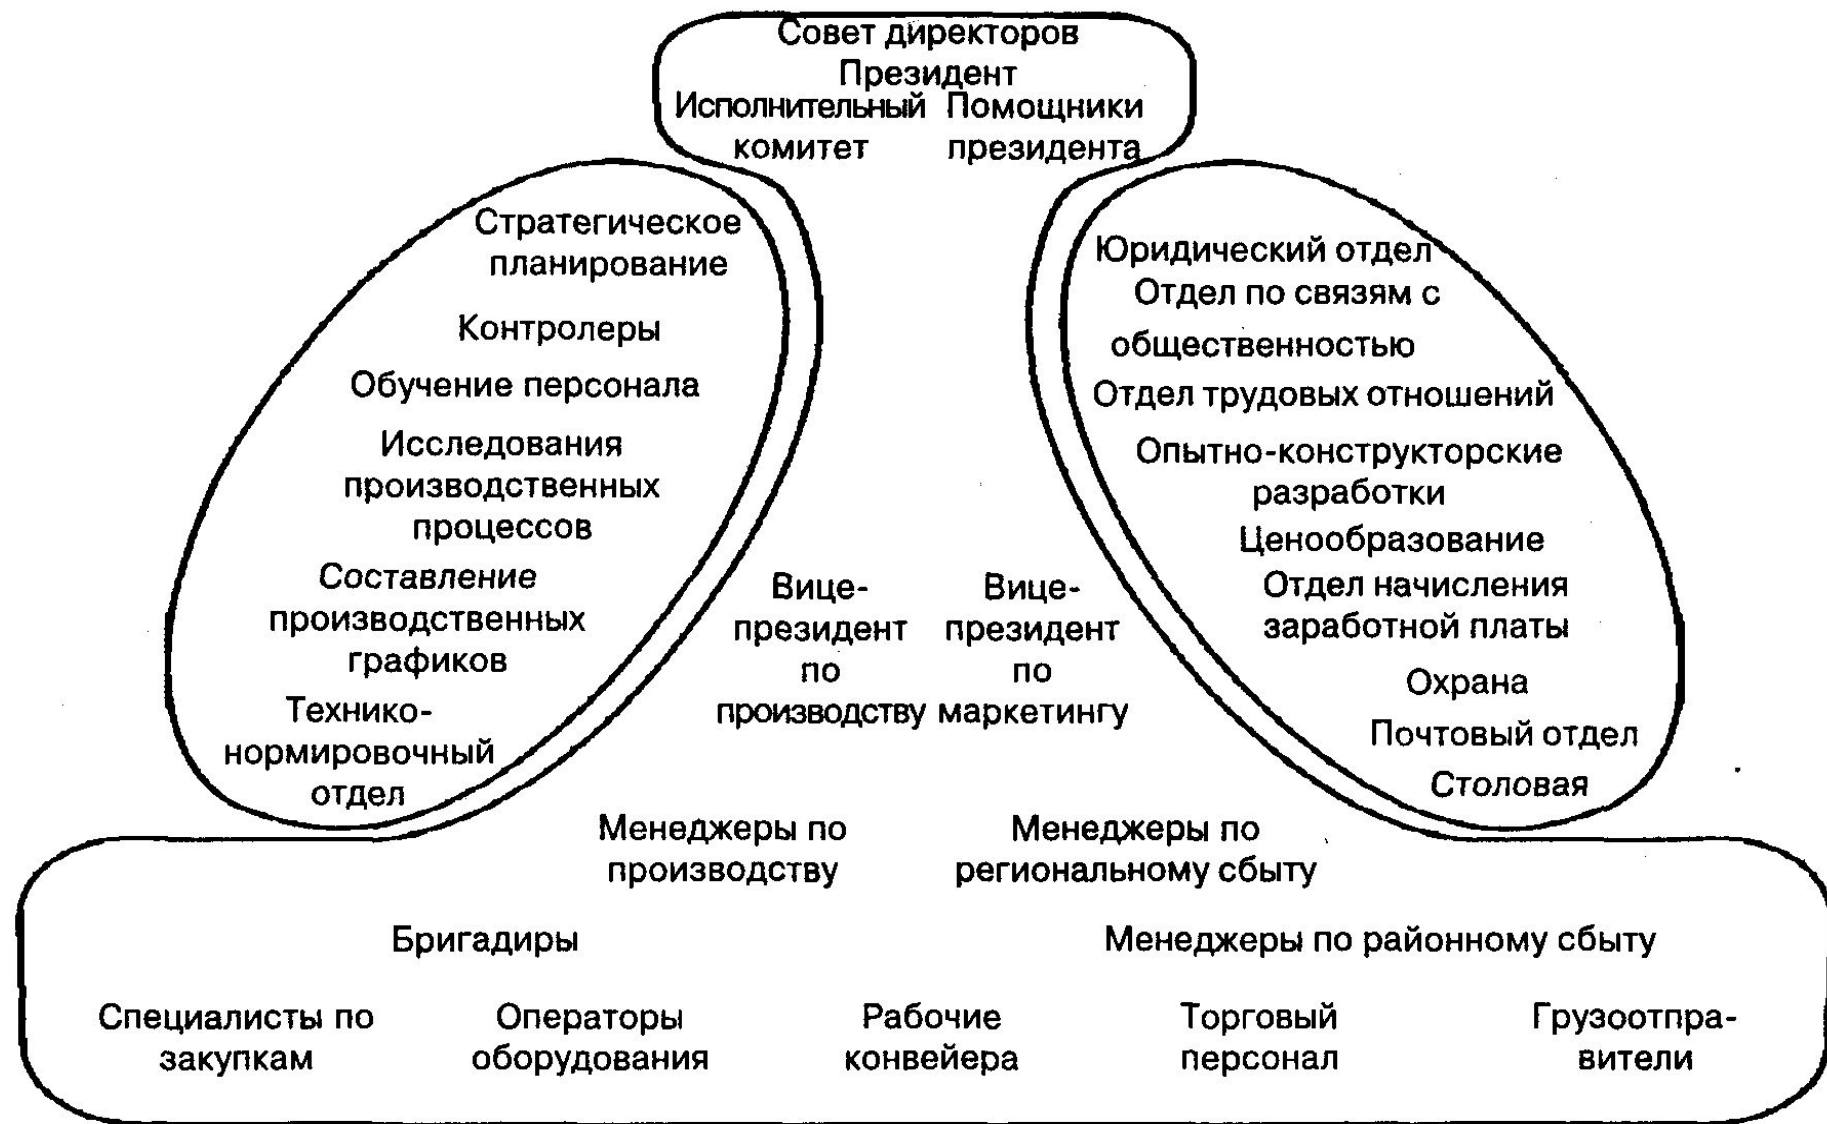 Совет директоров
Президент
Исполнительный
комитет
Помощники
президента
Стратегическое
планирование
Контролеры
Обучение персонала
Исследования
производственных
процессов
Составление
производственных
графиков
Технико-
нормировочный
отдел
Юридический отдел
Отдел по связям с
общественностью
Отдел трудовых отношений
Опытно-конструкторские
разработки
Ценообразование
Отдел начисления
заработной платы
Охрана
Почтовый отдел
Столовая
Вице-
президент
по
производству
Вице-
президент
по
маркетингу
Менеджеры по
производству
Менеджеры по
региональному сбыту
Бригадиры
Менеджеры по районному сбыту
Специалисты по
закупкам
Операторы
оборудования
Рабочие
конвейера
Торговый
персонал
Грузоотпра-
вители